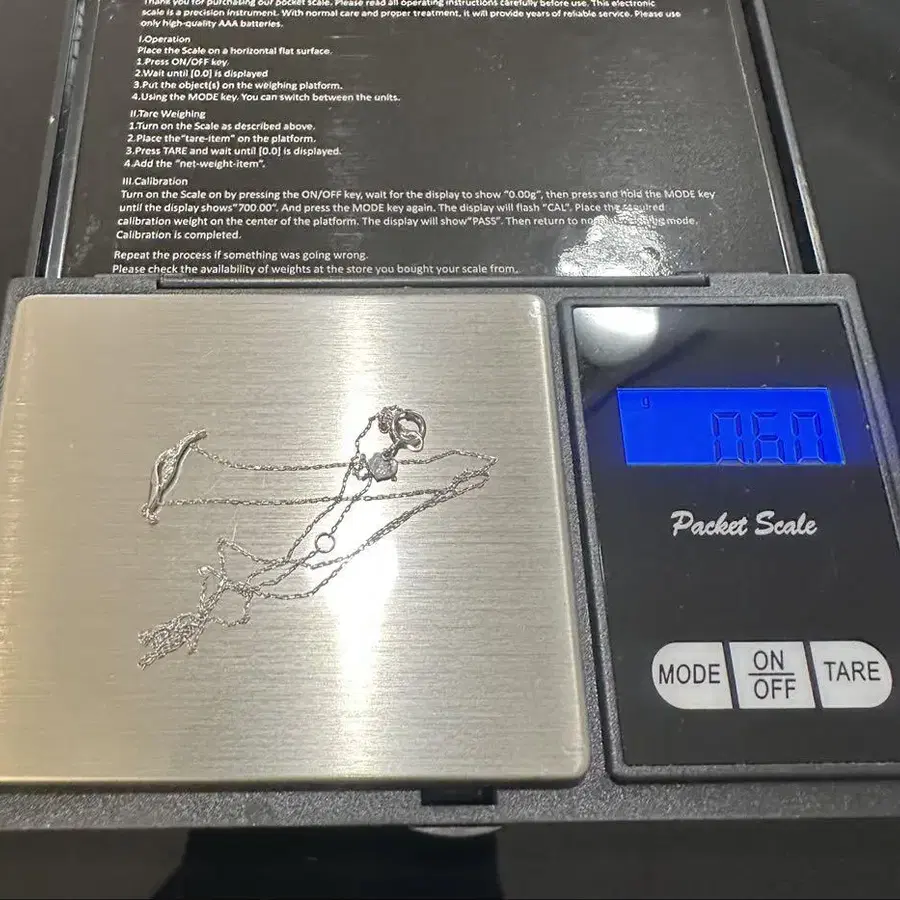 Thank you for purchasing our pocket scale. Please read all operating instructions carefully before use. This electronic
scale is a precision instrument. With normal care and proper treatment, it will provide years of reliable service. Please use
only high-quality AAA batteries.
I.Operation
Place the Scale on a horizontal flat surface.
1.Press ON/OFF key.
2.Wait until [0.0] is displayed
3.Put the object(s) on the weighing platform.
4.Using the MODE key. You can switch between the units.
II.Tare Weighing
1.Turn on the Scale as described above.
2.Place the"tare-item" on the platform.
3.Press TARE and wait until [0.0] is displayed.
4.Add the "net-weight-item".
III.Calibration
Turn on the Scale on by pressing the ON/OFF key, wait for the display to show "0.00g", then press and hold the MODE key
until the display shows"700.00". And press the MODE key again. The display will flash "CAL". Place the required
calibration weight on the center of the platform. The display will show"PASS". Then return to weighing mode.
Calibration is completed.
Repeat the process if something was going wrong.
Please check the availability of weights at the store you bought your scale from.
g
0.60
Packet Scale
MODE
ON
OFF
TARE